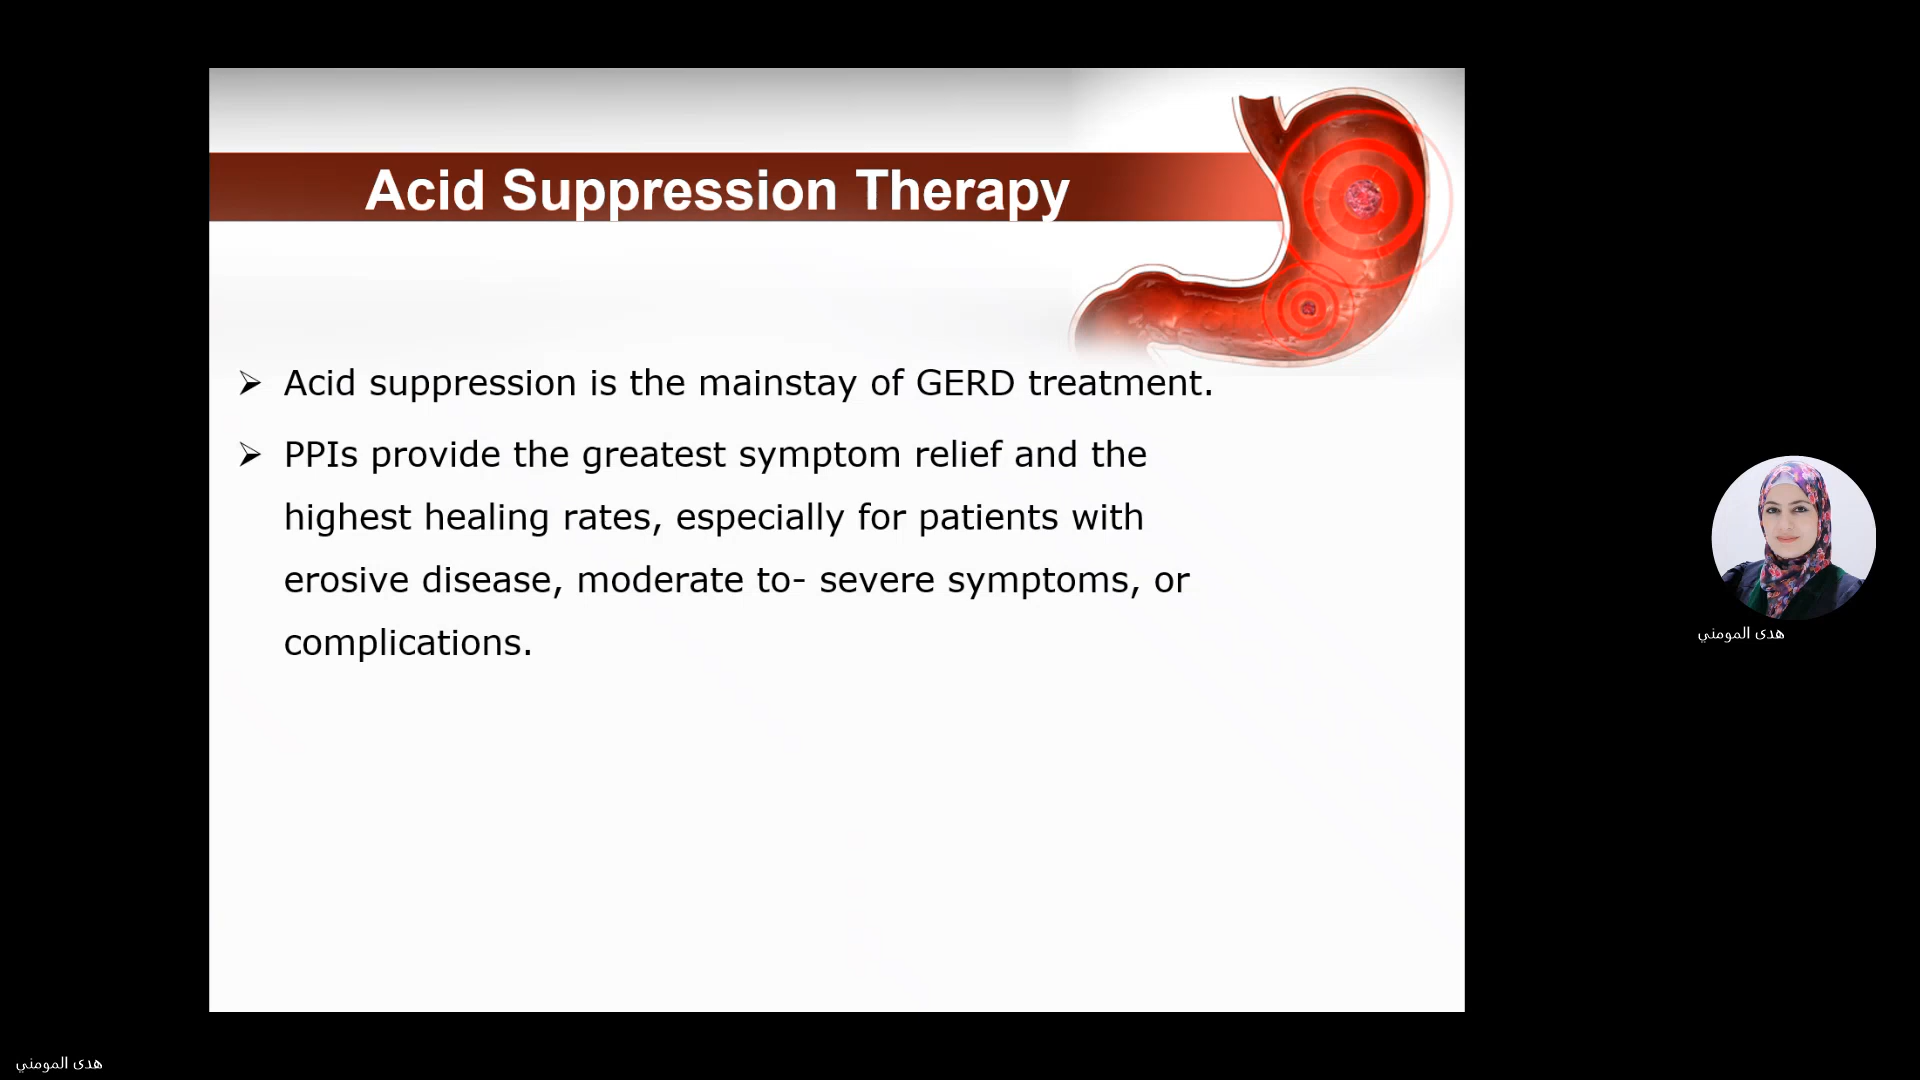 Acid Suppression Therapy
➢ Acid suppression is the mainstay of GERD treatment.
➢ PPIs provide the greatest symptom relief and the
highest healing rates, especially for patients with
erosive disease, moderate to- severe symptoms, or
complications.
هدى المومني
هدى المومني